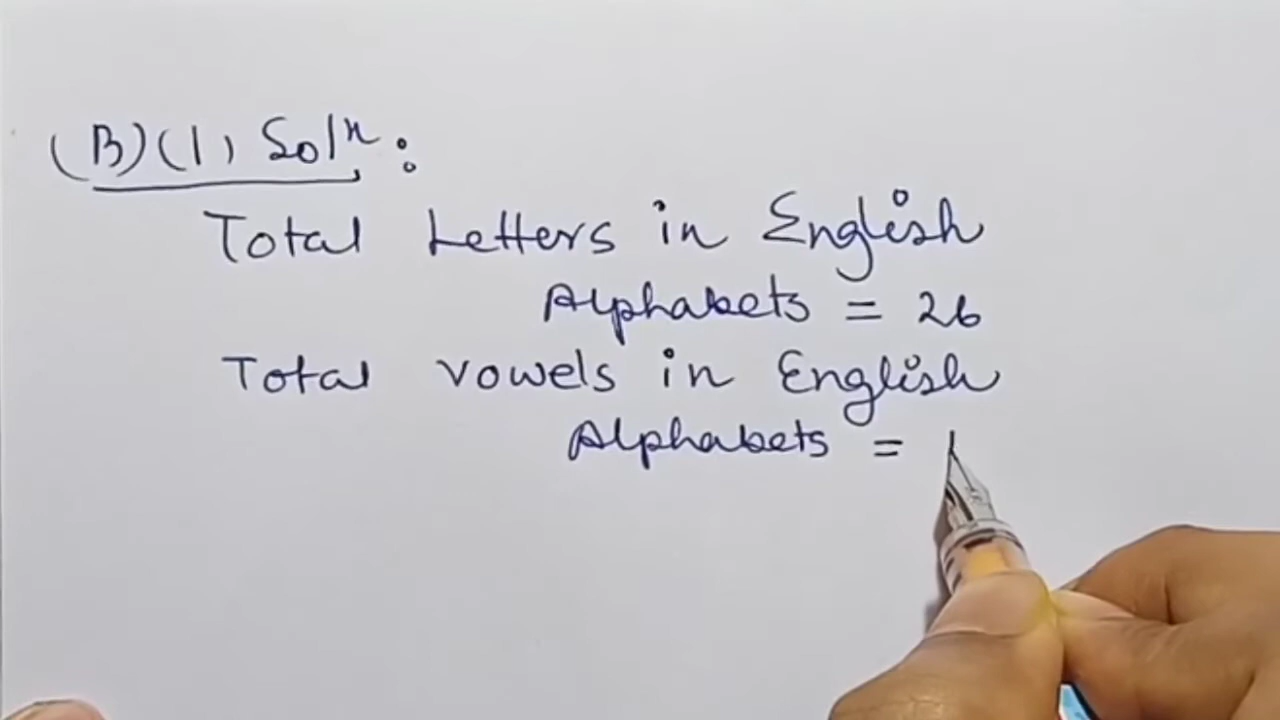 (B)(1) Solⁿ:
Total Letters in English
Alphabets = 26
Total vowels in English
Alphabets =